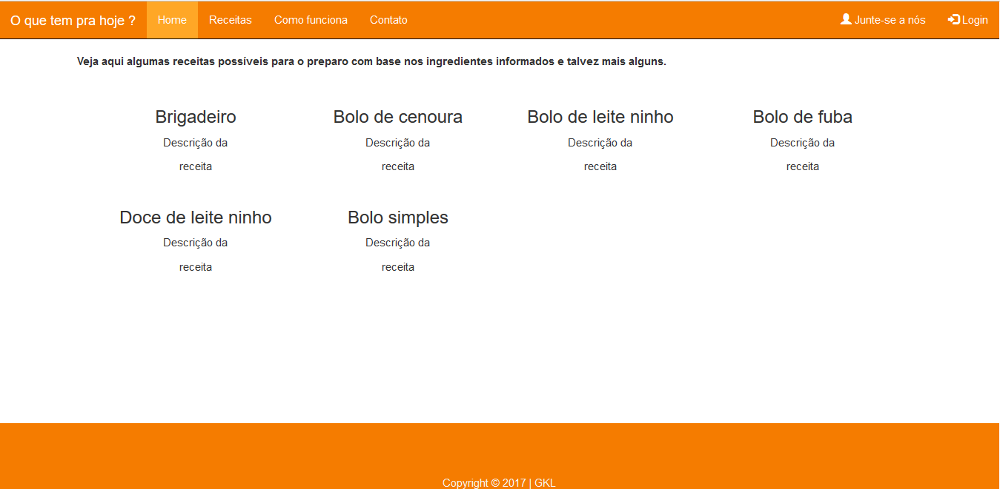 O que tem pra hoje ? Home Receitas Como funciona Contato Junte-se a nós Login
Veja aqui algumas receitas possíveis para o preparo com base nos ingredientes informados e talvez mais alguns.
Brigadeiro Bolo de cenoura Bolo de leite ninho Bolo de fuba
Descrição da Descrição da Descrição da Descrição da
receita receita receita receita
Doce de leite ninho Bolo simples
Descrição da Descrição da
receita receita
Copyright © 2017 | GKL